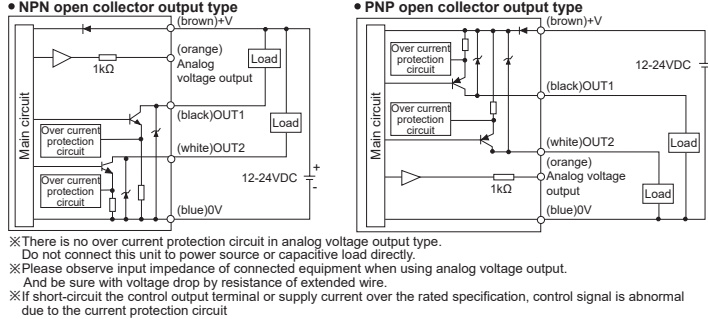 ● NPN open collector output type
(brown)+V
(orange)
Analog
voltage output
1kΩ
Load
(black)OUT1
Load
Over current
protection
circuit
(white)OUT2
Over current
protection
circuit
12-24VDC
+
-
(blue)0V
Main circuit
● PNP open collector output type
(brown)+V
Over current
protection
circuit
12-24VDC
(black)OUT1
Over current
protection
circuit
Load
(white)OUT2
(orange)
Analog voltage
output
1kΩ
Load
(blue)0V
Main circuit
※There is no over current protection circuit in analog voltage output type.
Do not connect this unit to power source or capacitive load directly.
※Please observe input impedance of connected equipment when using analog voltage output.
And be sure with voltage drop by resistance of extended wire.
※If short-circuit the control output terminal or supply current over the rated specification, control signal is abnormal
due to the current protection circuit